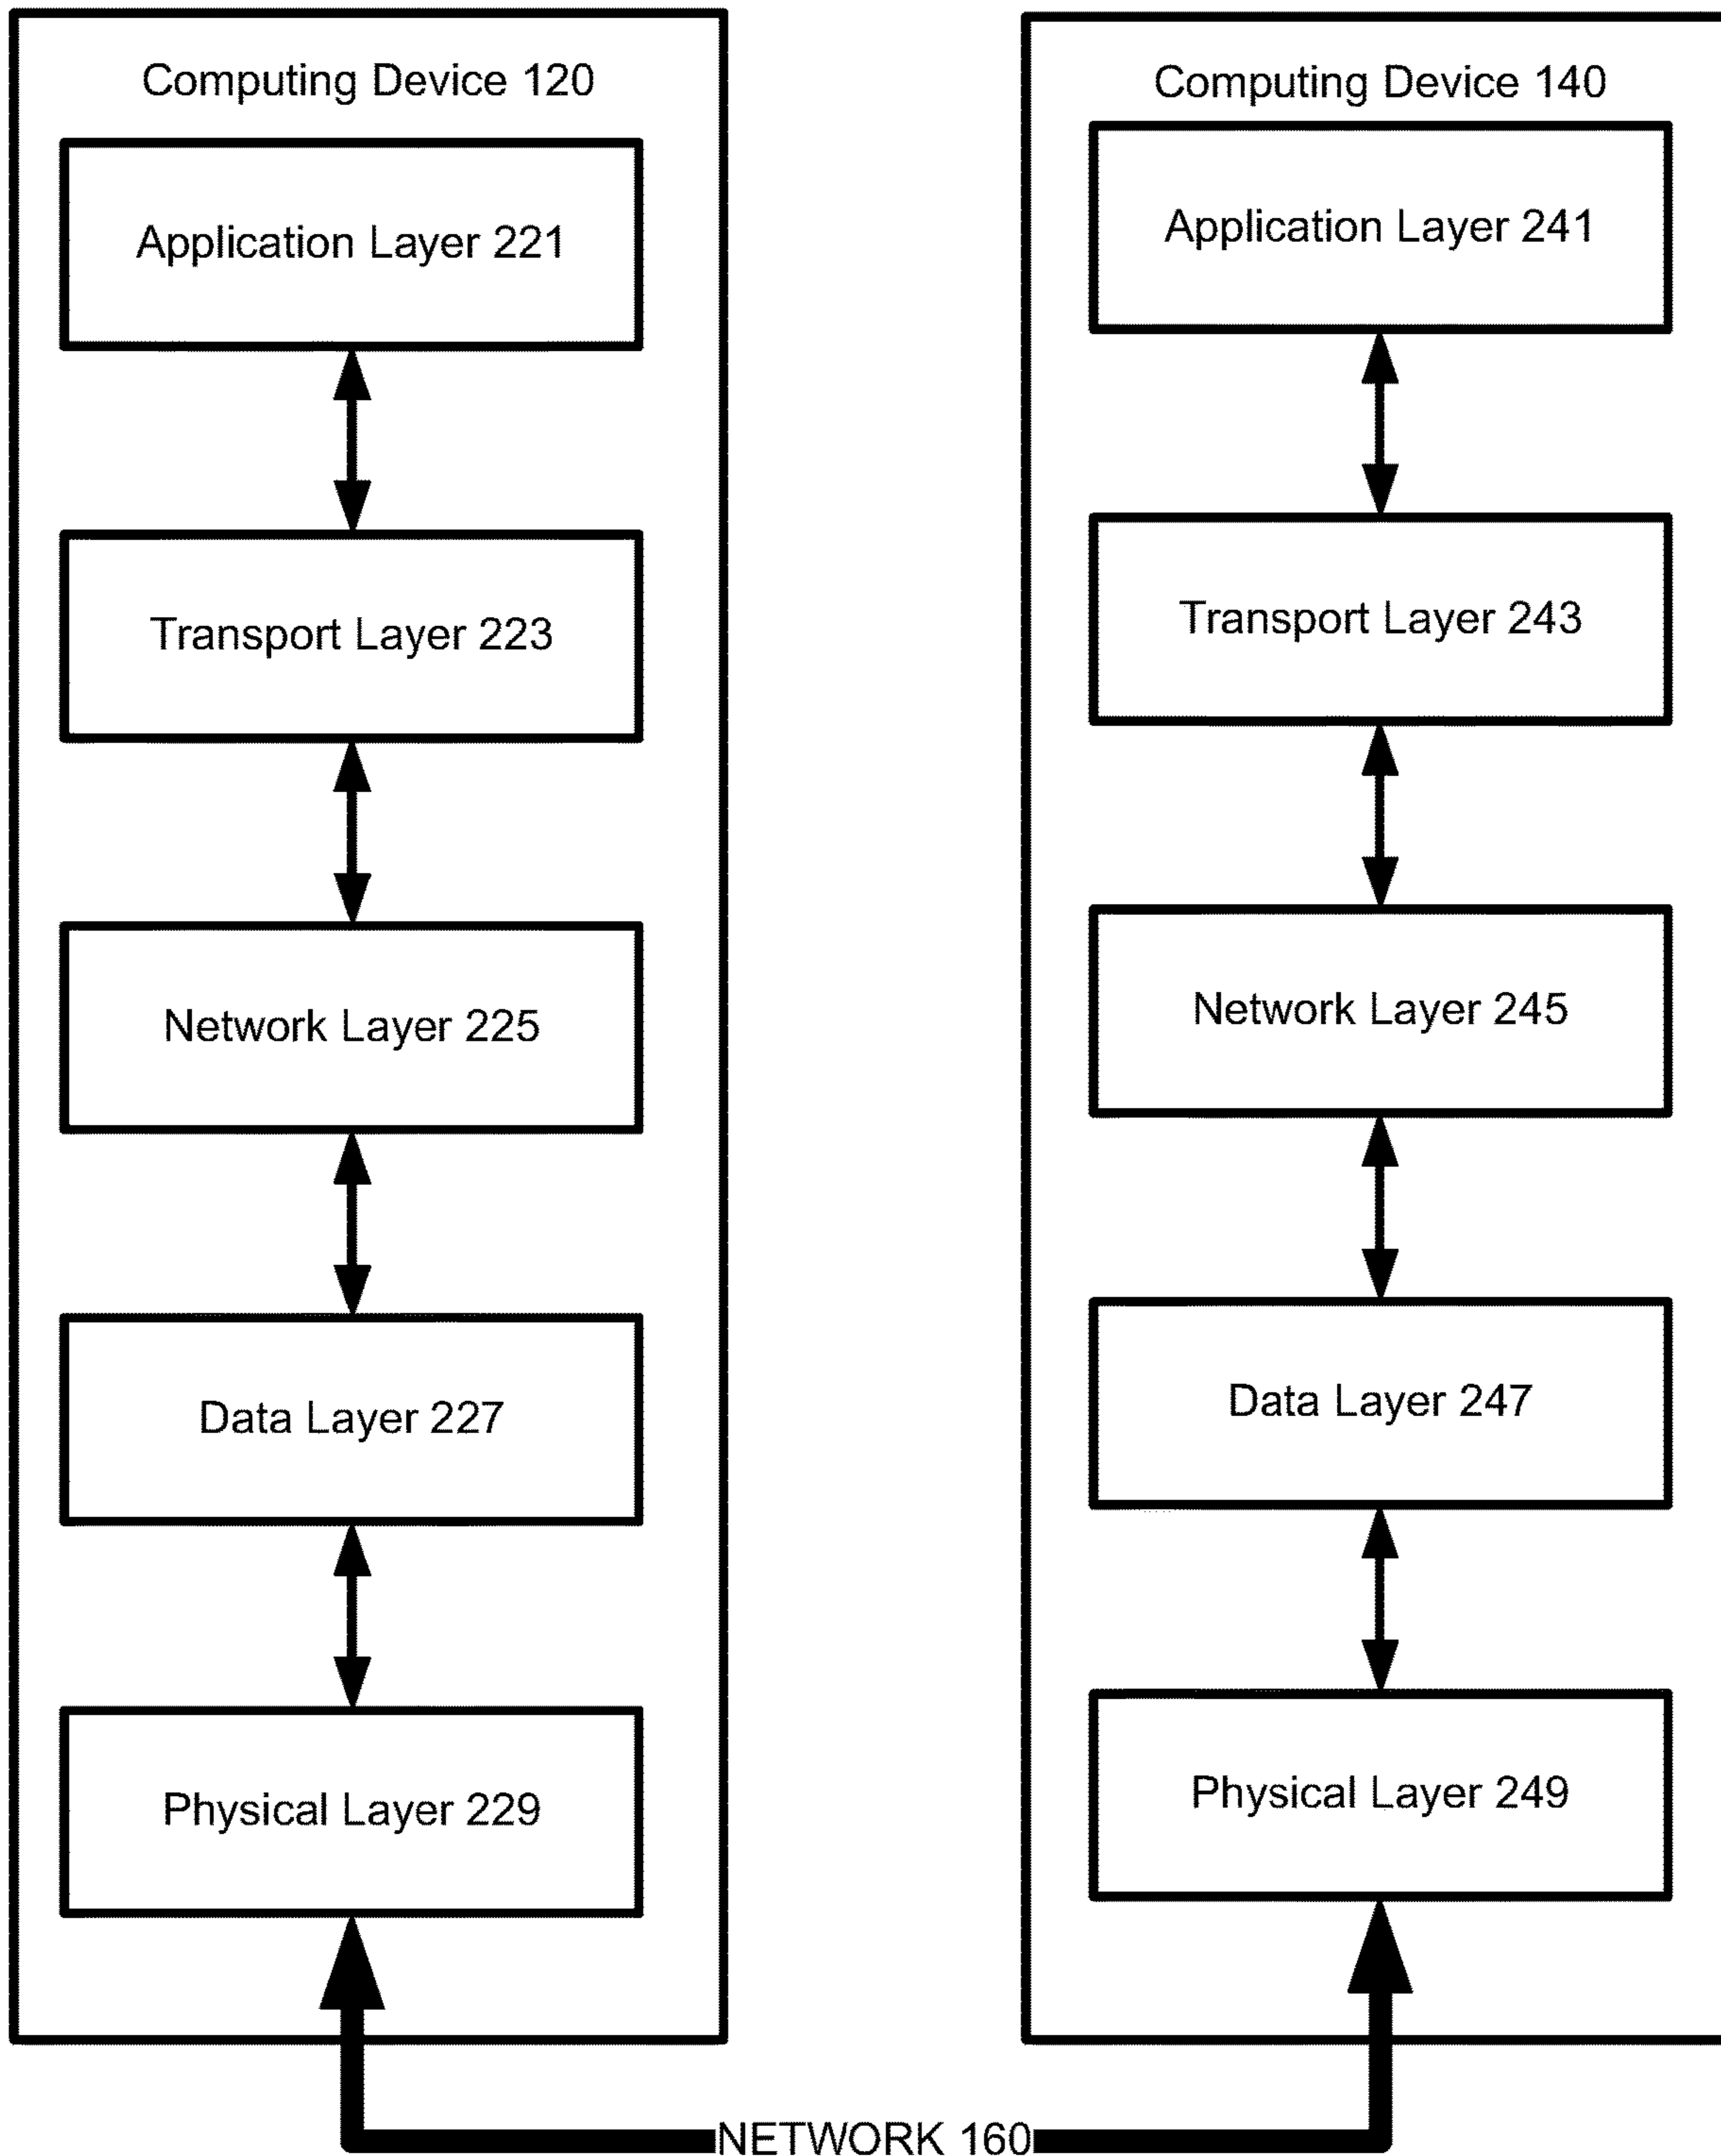 Computing Device 120
Application Layer 221
Transport Layer 223
Network Layer 225
Data Layer 227
Physical Layer 229
Computing Device 140
Application Layer 241
Transport Layer 243
Network Layer 245
Data Layer 247
Physical Layer 249
NETWORK 160